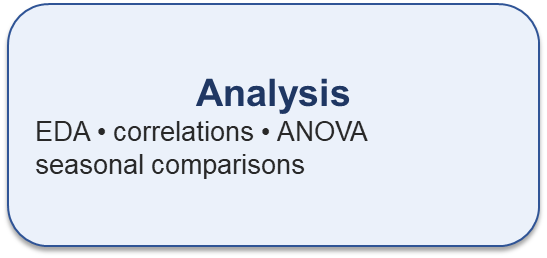 Analysis
EDA • correlations • ANOVA
seasonal comparisons